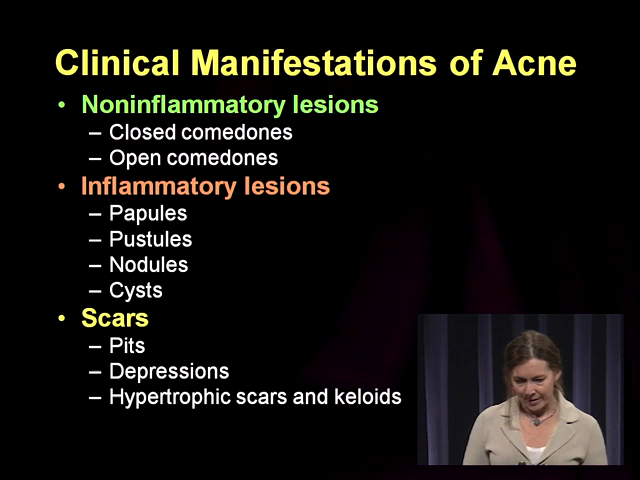 Clinical Manifestations of Acne
• Noninflammatory lesions
– Closed comedones
– Open comedones
• Inflammatory lesions
– Papules
– Pustules
– Nodules
– Cysts
• Scars
– Pits
– Depressions
– Hypertrophic scars and keloids